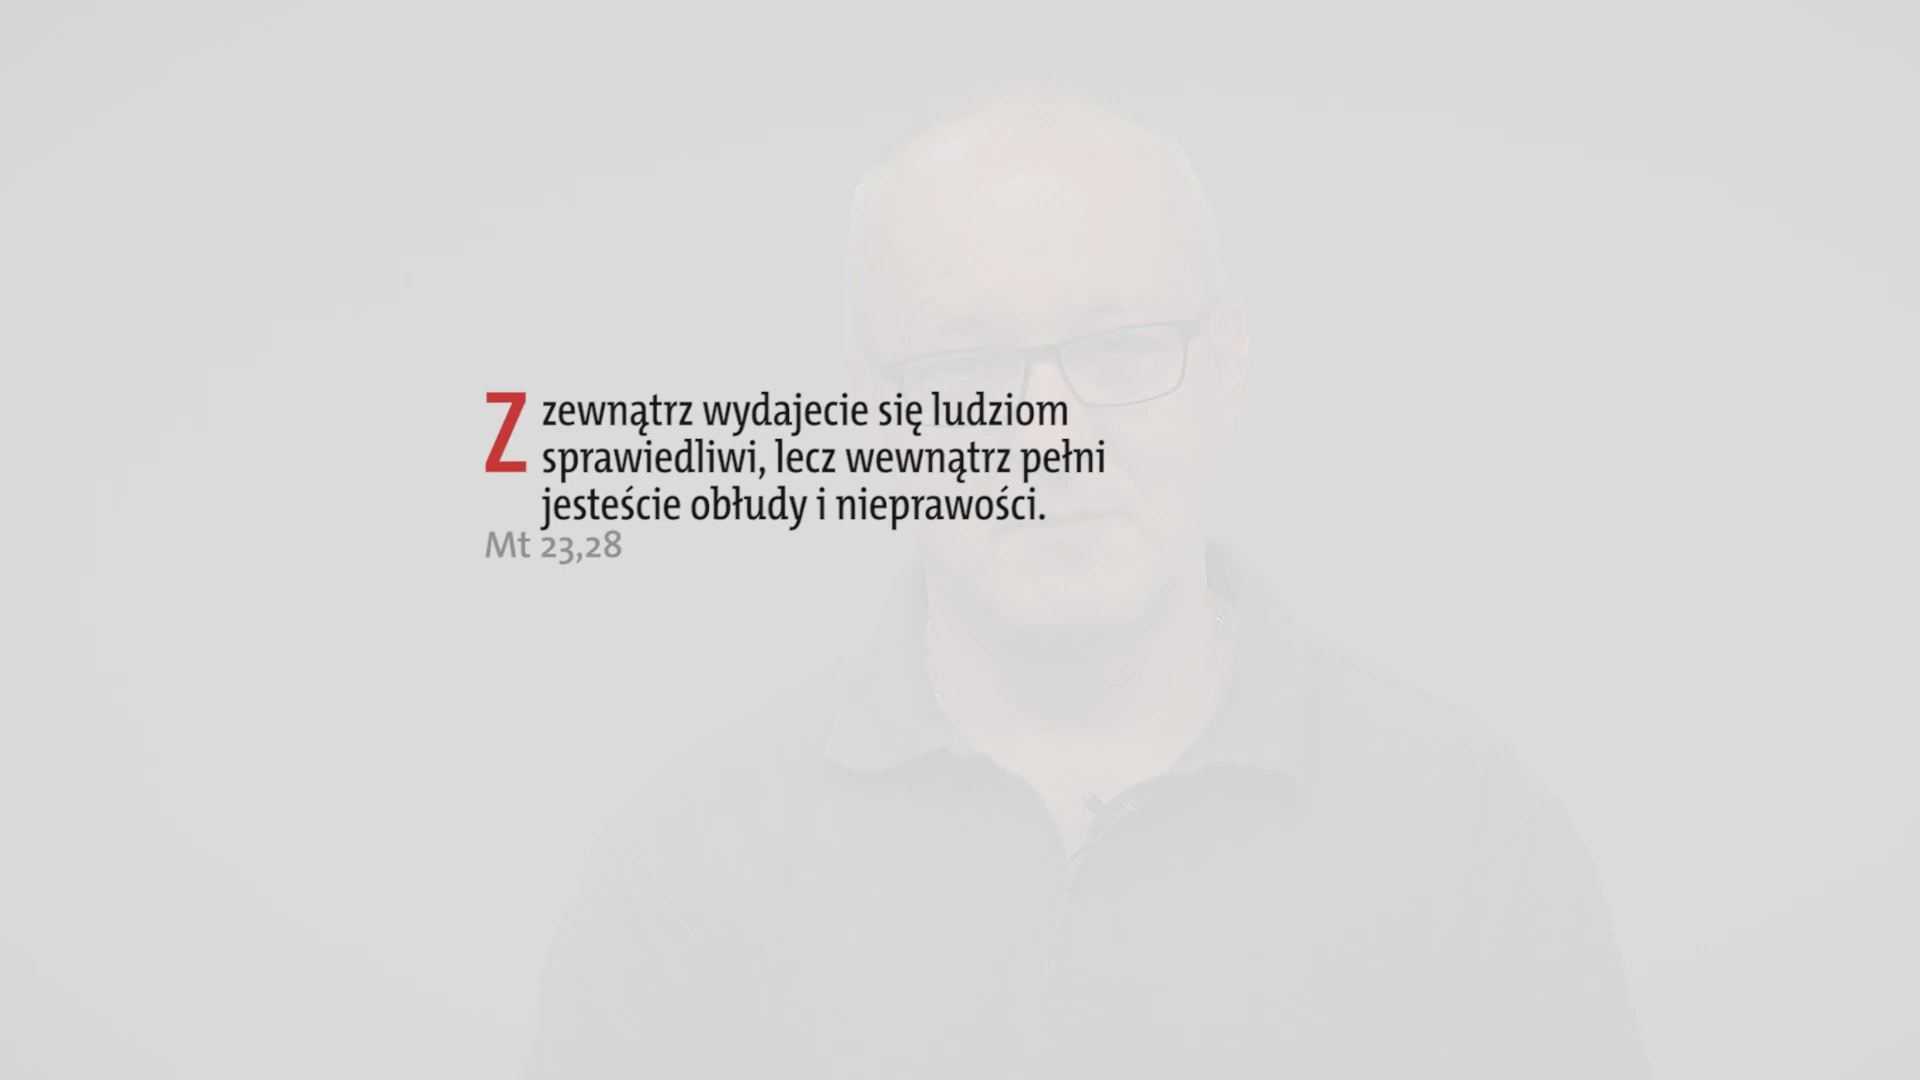 Z zewnątrz wydajecie się ludziom
sprawiedliwi, lecz wewnątrz pełni
jesteście obłudy i nieprawości.
Mt 23,28